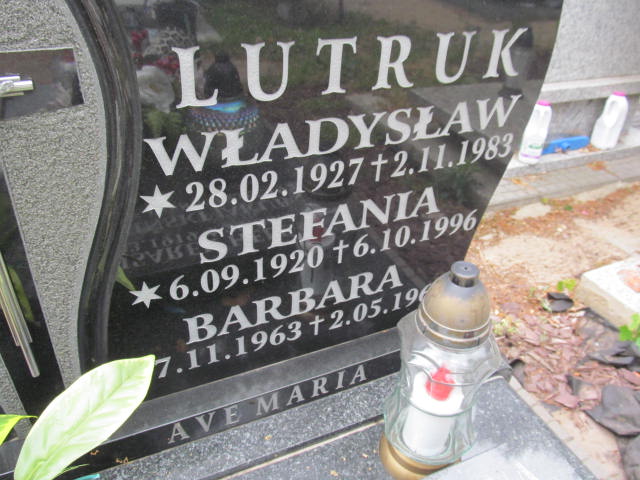 LUTRUK
WŁADYSŁAW
28.02.1927 † 2.11.1983
STEFANIA
6.09.1920 † 6.10.1996
BARBARA
7.11.1963 † 2.05.19
AVE MARIA